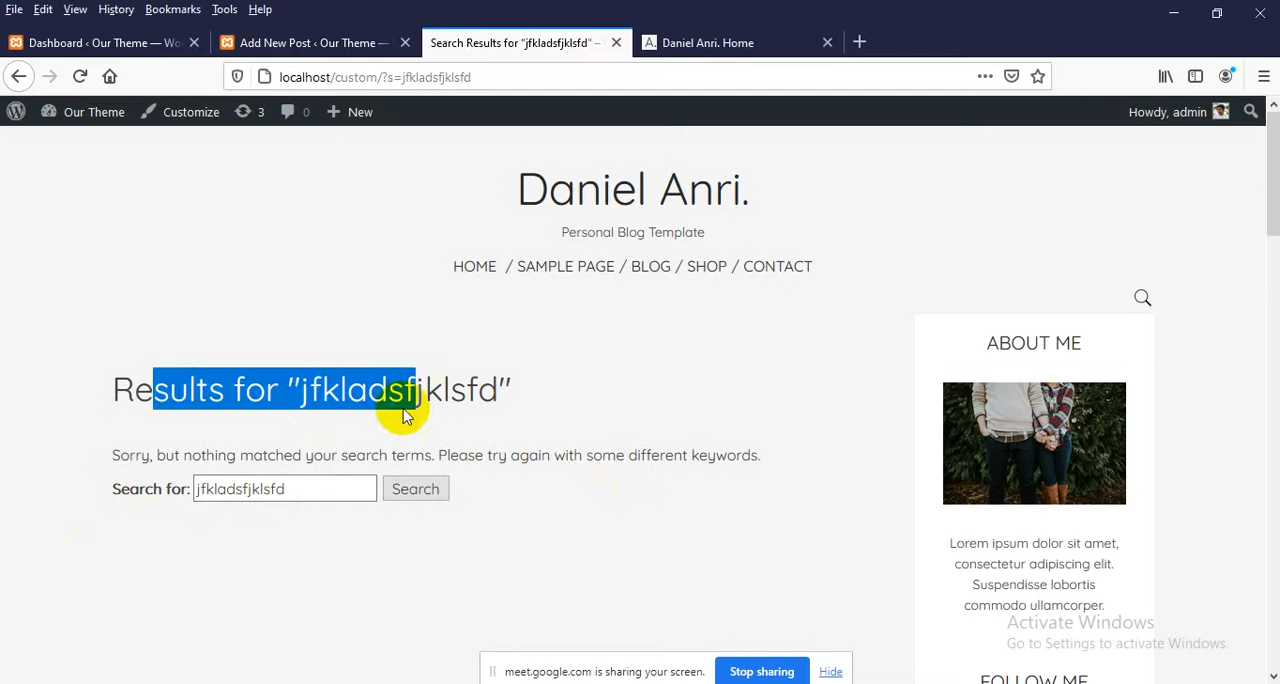 File Edit View History Bookmarks Tools Help
Dashboard ‹ Our Theme — Wo
Add New Post ‹ Our Theme —
Search Results for "jfkladsfjklsfd" –
A. Daniel Anri. Home
localhost/custom/?s=jfkladsfjklsfd
Our Theme Customize 3 0 New Howdy, admin
Daniel Anri.
Personal Blog Template
HOME / SAMPLE PAGE / BLOG / SHOP / CONTACT
ABOUT ME
Results for "jfkladsfjklsfd"
Sorry, but nothing matched your search terms. Please try again with some different keywords.
Search for: jfkladsfjklsfd Search
Lorem ipsum dolor sit amet,
consectetur adipiscing elit.
Suspendisse lobortis
commodo ullamcorper.
Activate Windows
Go to Settings to activate Windows.
FOLLOW ME
meet.google.com is sharing your screen. Stop sharing Hide